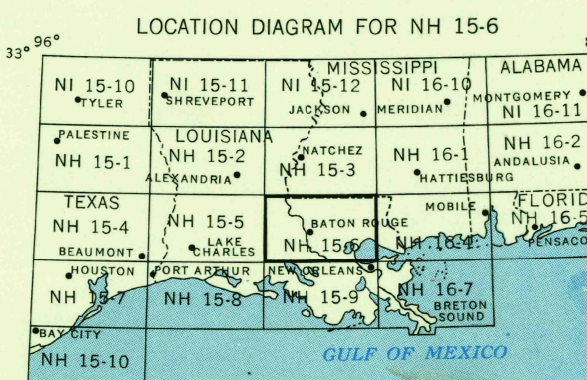 LOCATION DIAGRAM FOR NH 15-6
33° 96°
MISSISSIPPI ALABAMA
NI 15-10 NI 15-11 NI 15-12 NI 16-10
TYLER SHREVEPORT JACKSON MERIDIAN MONTGOMERY
NI 16-11
PALESTINE LOUISIANA NATCHEZ NH 16-2
NH 15-1 NH 15-2 NH 15-3 NH 16-1 ANDALUSIA
ALEXANDRIA HATTIESBURG
TEXAS MOBILE FLORID
NH 15-4 NH 15-5 BATON ROUGE NH 16-5
BEAUMONT LAKE CHARLES NH 15-6 NH 16-4 PENSACO
HOUSTON PORT ARTHUR NEW ORLEANS
NH 15-7 NH 15-8 NH 15-9 NH 16-7
BRETON
SOUND
BAY CITY
NH 15-10 GULF OF MEXICO